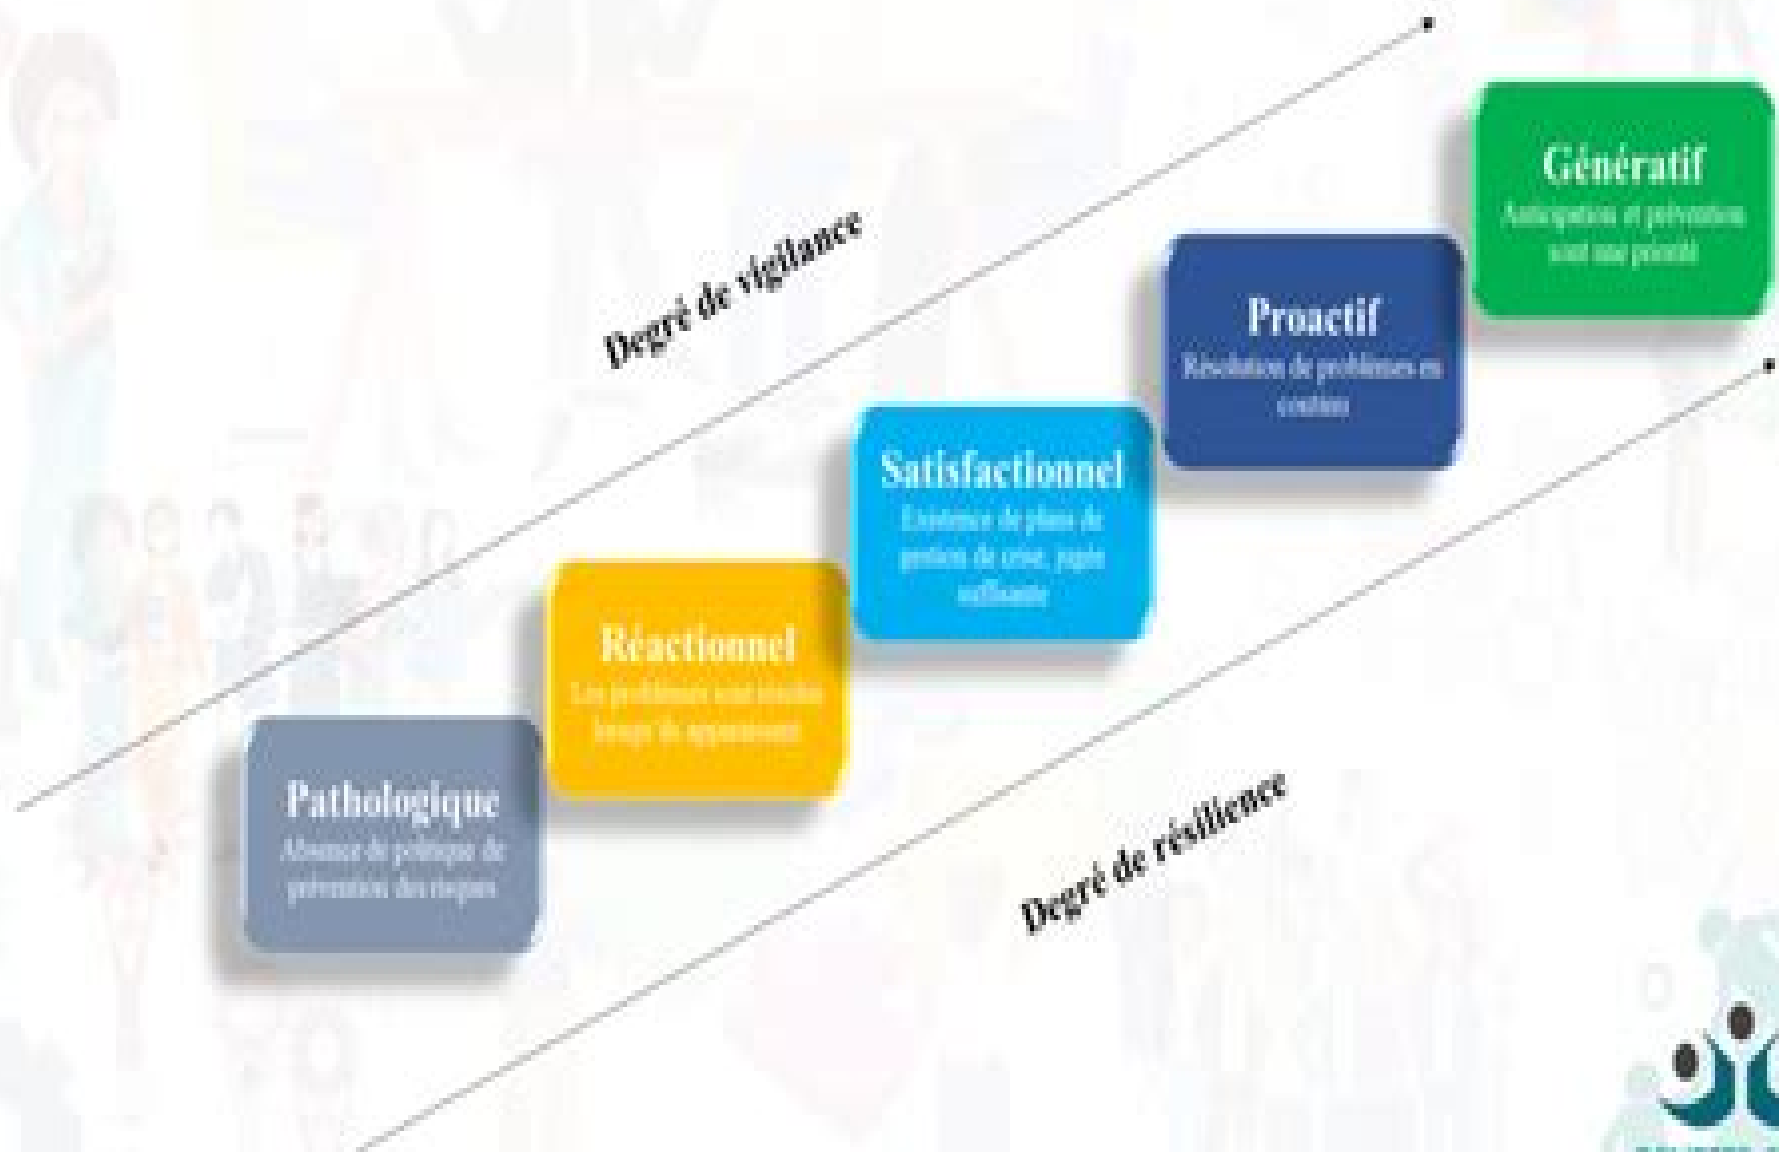 Degré de vigilance
Génératif
Anticipation et prévention
sont une priorité
Proactif
Résolution de problèmes en
continu
Satisfactionnel
Existence de plans de
gestion de crise, jugée
suffisante
Réactionnel
Les problèmes sont résolus
lorsqu'ils apparaissent
Pathologique
Absence de politique de
prévention des risques
Degré de résilience